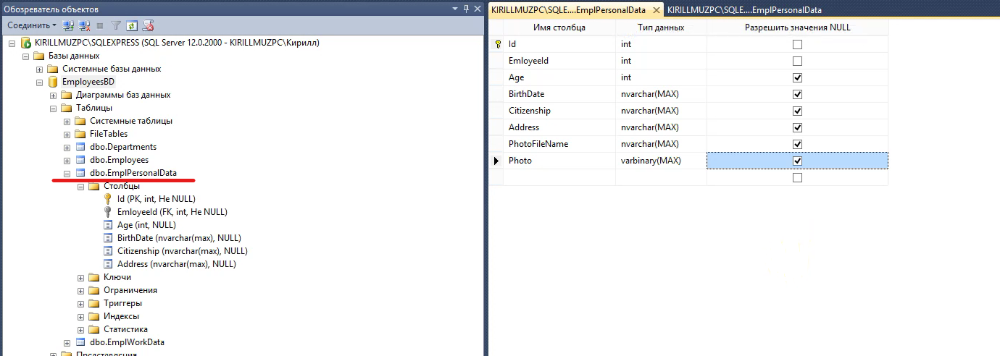 Обозреватель объектов
Соединить
KIRILLMUZPC\SQLEXPRESS (SQL Server 12.0.2000 - KIRILLMUZPC\Кирилл)
Базы данных
Системные базы данных
EmployeesBD
Диаграммы баз данных
Таблицы
Системные таблицы
FileTables
dbo.Departments
dbo.Employees
dbo.EmplPersonalData
Столбцы
Id (PK, int, Не NULL)
EmloyeeId (FK, int, Не NULL)
Age (int, NULL)
BirthDate (nvarchar(max), NULL)
Citizenship (nvarchar(max), NULL)
Address (nvarchar(max), NULL)
Ключи
Ограничения
Триггеры
Индексы
Статистика
dbo.EmplWorkData
Представления
KIRILLMUZPC\SQLE....EmplPersonalData KIRILLMUZPC\SQLE....EmplPersonalData
Имя столбца Тип данных Разрешить значения NULL
Id int
EmloyeeId int
Age int
BirthDate nvarchar(MAX)
Citizenship nvarchar(MAX)
Address nvarchar(MAX)
PhotoFileName nvarchar(MAX)
Photo varbinary(MAX)